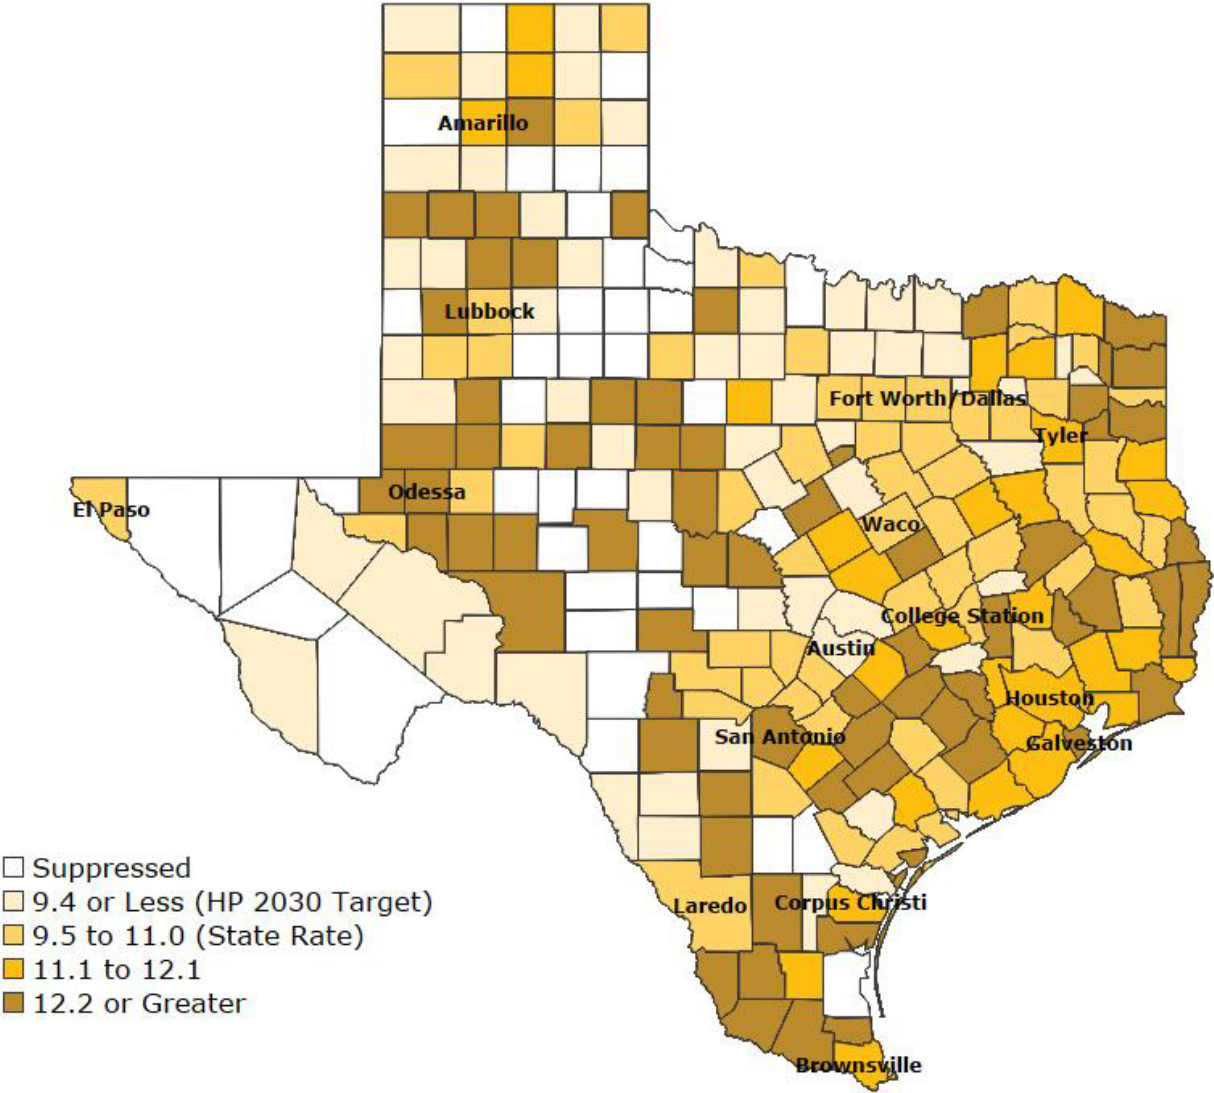 Amarillo
Lubbock
Fort Worth/Dallas
Tyler
Odessa
El Paso
Waco
College Station
Austin
Houston
San Antonio
Galveston
Suppressed
9.4 or Less (HP 2030 Target)
Laredo
Corpus Christi
9.5 to 11.0 (State Rate)
11.1 to 12.1
12.2 or Greater
Brownsville